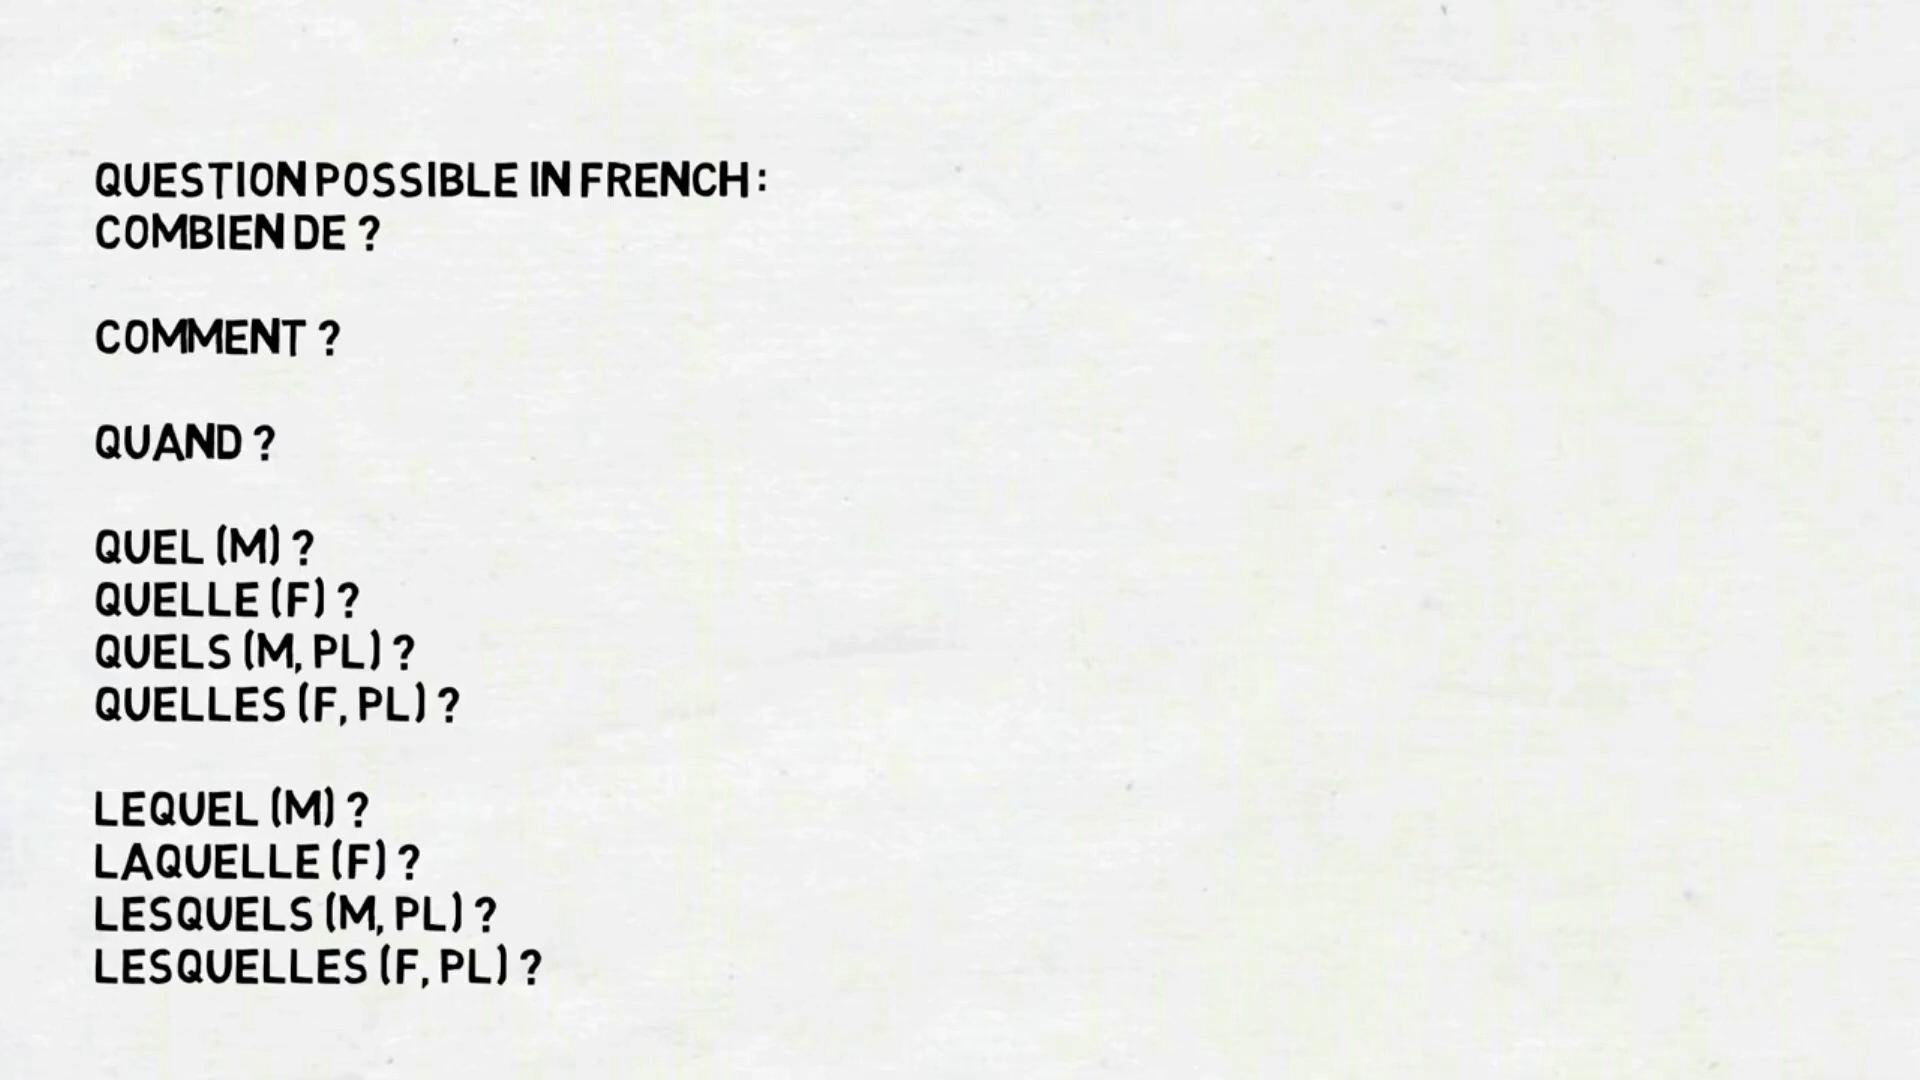 QUESTION POSSIBLE IN FRENCH :
COMBIEN DE ?
COMMENT ?
QUAND ?
QUEL (M) ?
QUELLE (F) ?
QUELS (M, PL) ?
QUELLES (F, PL) ?
LEQUEL (M) ?
LAQUELLE (F) ?
LESQUELS (M, PL) ?
LESQUELLES (F, PL) ?